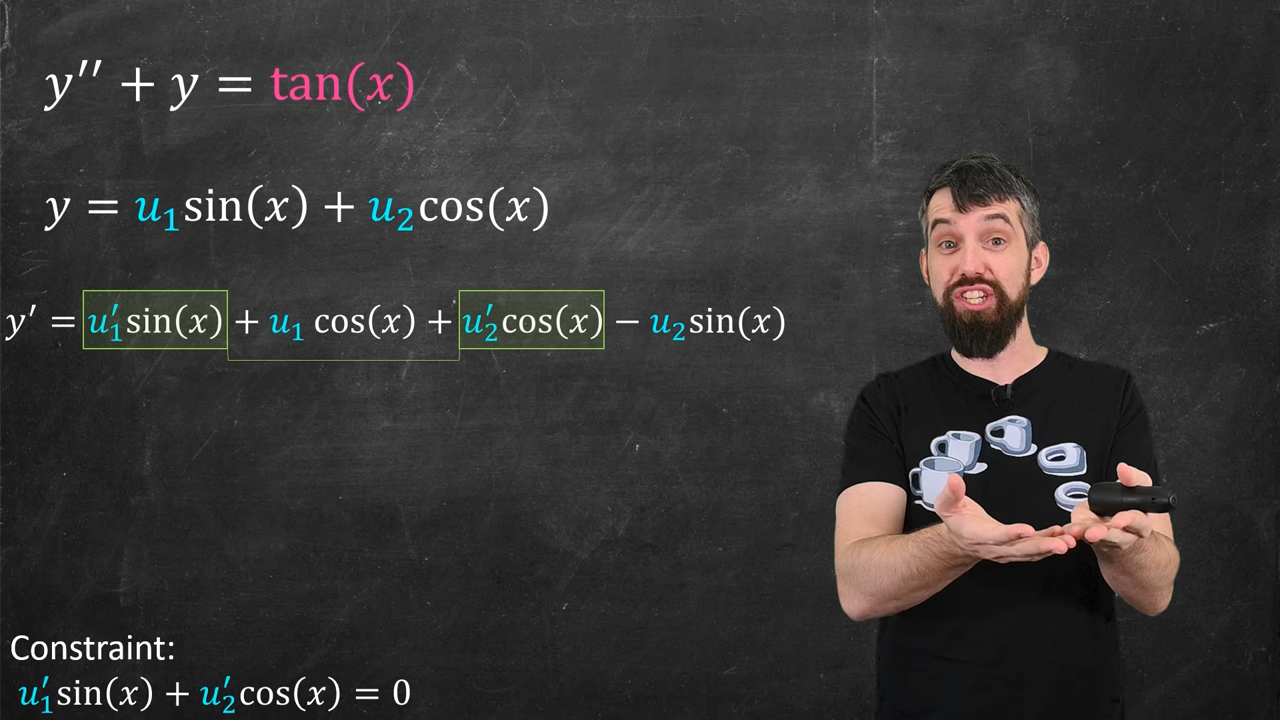 y′′ + y = tan(x)
y = u₁sin(x) + u₂cos(x)
y′ = u₁′sin(x) + u₁ cos(x) + u₂′cos(x) − u₂sin(x)
Constraint:
u₁′sin(x) + u₂′cos(x) = 0